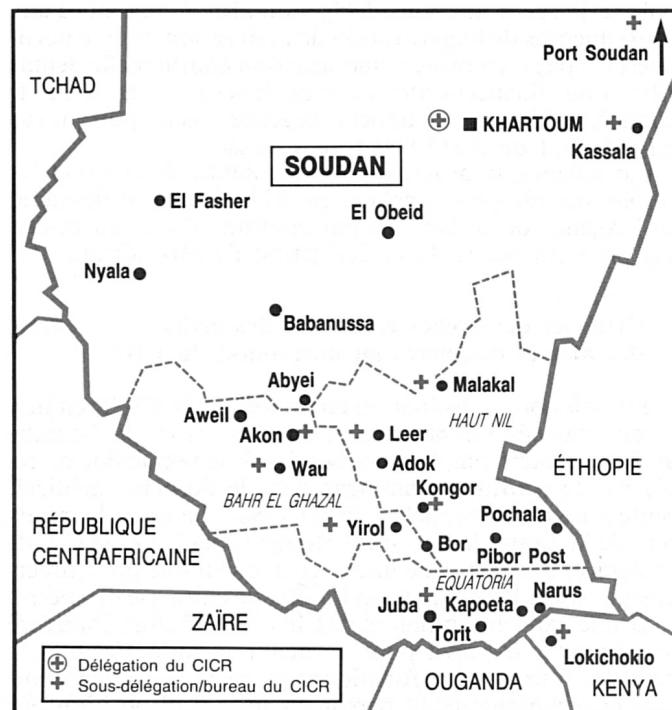 Port Soudan
TCHAD
KHARTOUM
Kassala
SOUDAN
El Fasher
El Obeid
Nyala
Babanussa
Abyei
Malakal
Aweil
HAUT NIL
Akon
Leer
Wau
Adok
ÉTHIOPIE
BAHR EL GHAZAL
Kongor
Pochala
RÉPUBLIQUE
CENTRAFRICAINE
Yirol
Bor
Pibor Post
EQUATORIA
Juba
Kapoeta
Narus
ZAÏRE
Torit
Lokichokio
Délégation du CICR
Sous-délégation/bureau du CICR
OUGANDA
KENYA